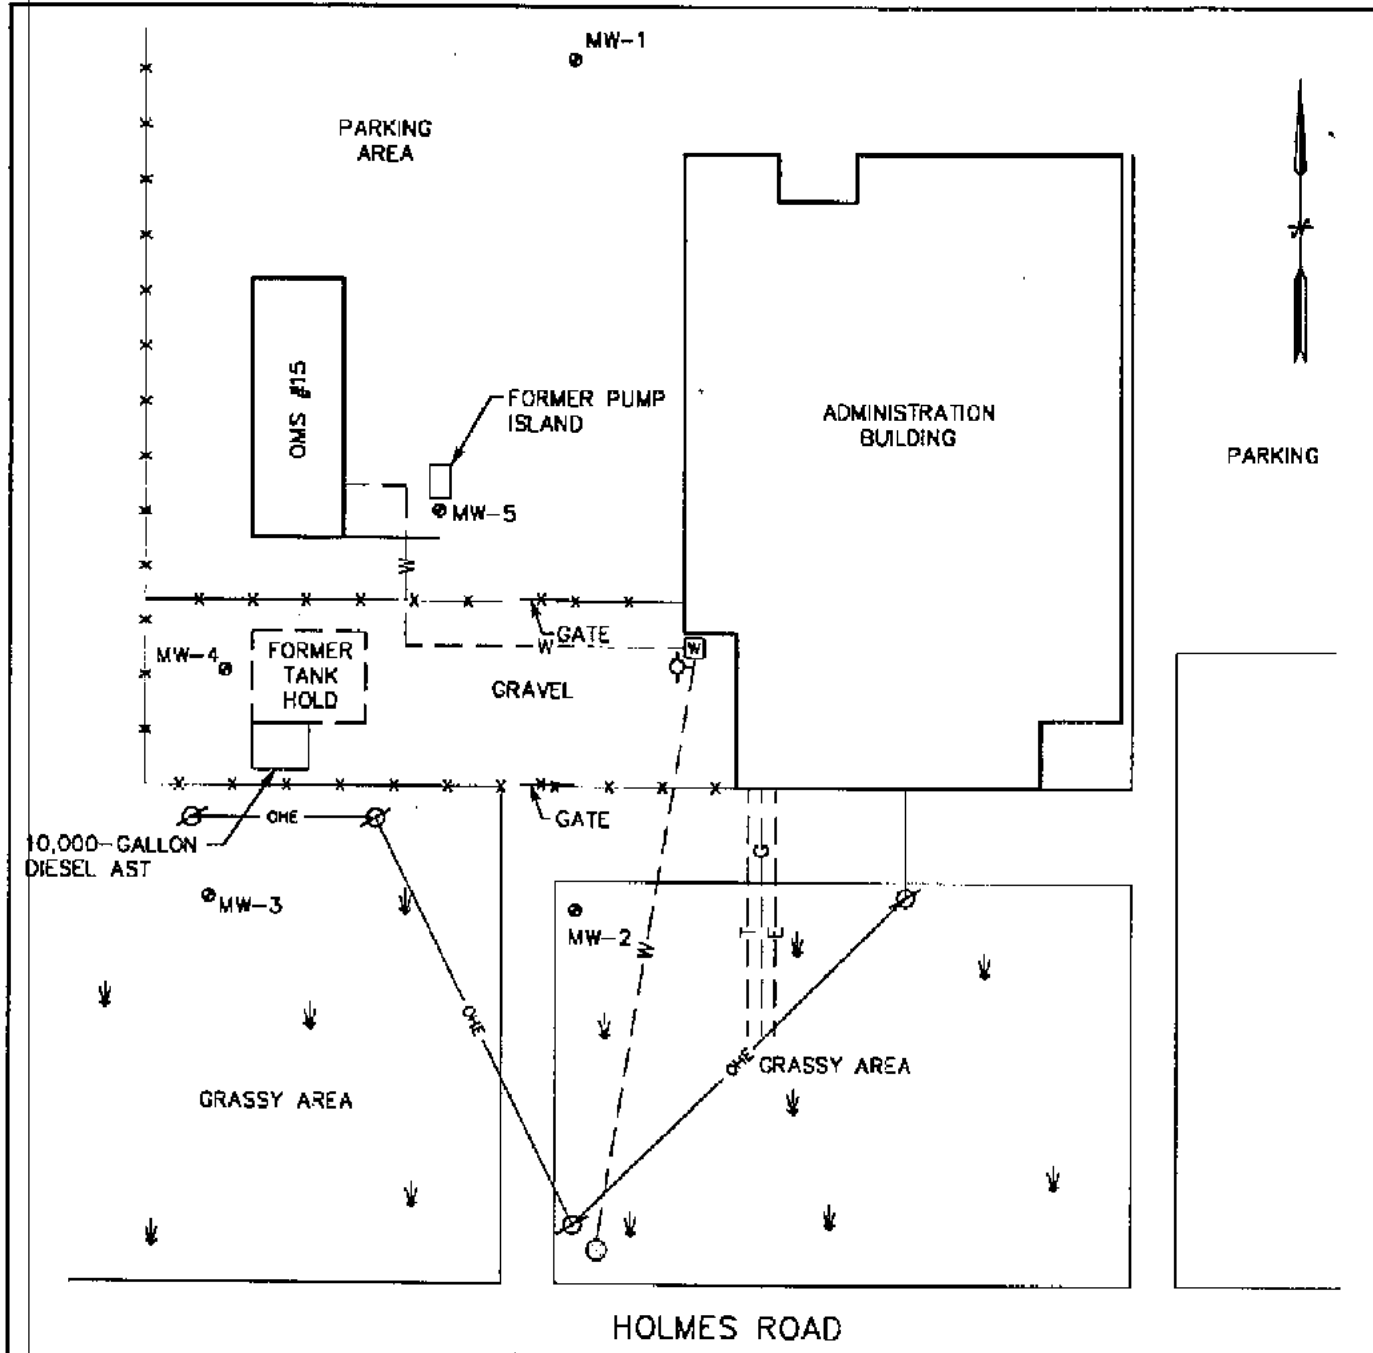 MW-1
PARKING
AREA
OMS #15
FORMER PUMP
ISLAND
ADMINISTRATION
BUILDING
PARKING
MW-5
W
GATE
W
W
MW-4
FORMER
TANK
HOLD
GRAVEL
GATE
OHE
10,000-GALLON
DIESEL AST
G
MW-3
MW-2
W
T
E
OHE
OHE
GRASSY AREA
GRASSY AREA
HOLMES ROAD